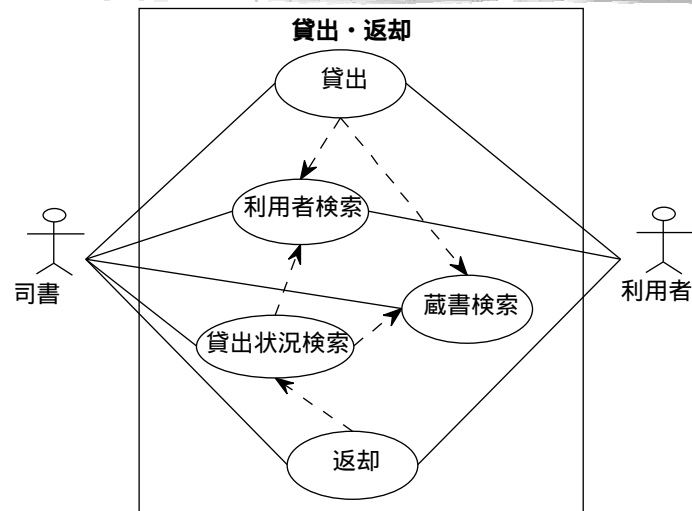 貸出・返却
貸出
利用者検索
司書
利用者
蔵書検索
貸出状況検索
返却